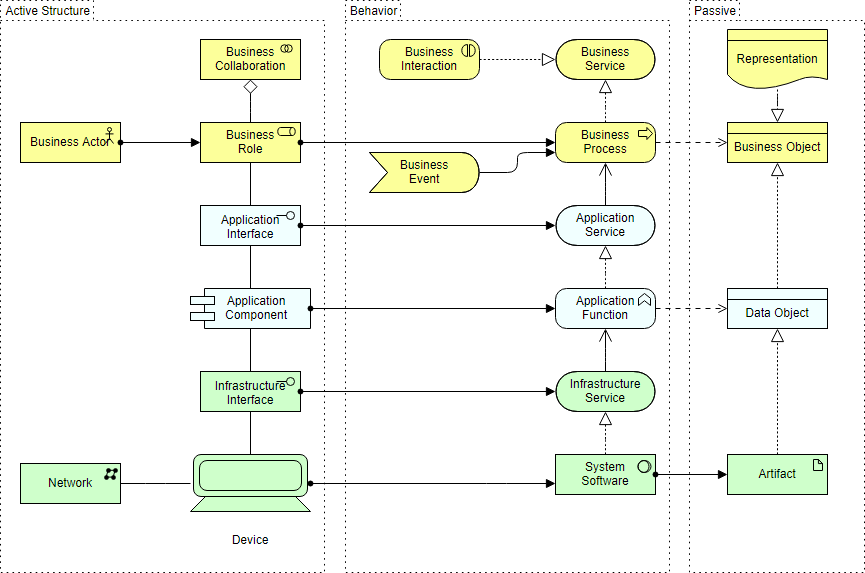 Active Structure
Behavior
Passive
Business
Collaboration
Business
Interaction
Business
Service
Representation
Business Actor
Business
Role
Business
Process
Business Object
Business
Event
Application
Interface
Application
Service
Application
Component
Application
Function
Data Object
Infrastructure
Interface
Infrastructure
Service
Network
System
Software
Artifact
Device